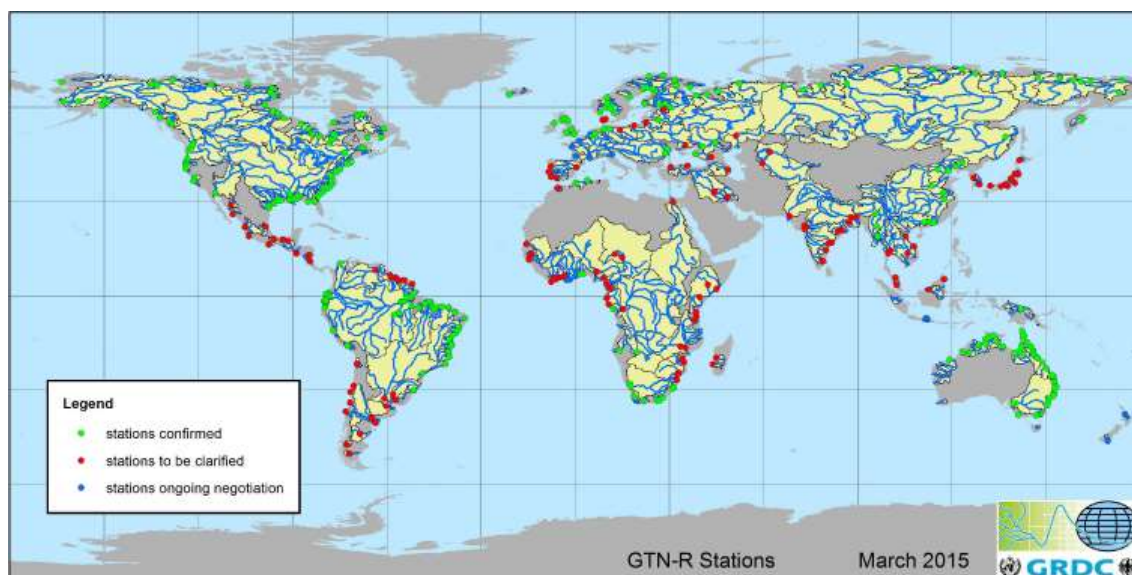 Legend
stations confirmed
stations to be clarified
stations ongoing negotiation
GTN-R Stations
March 2015
GRDC